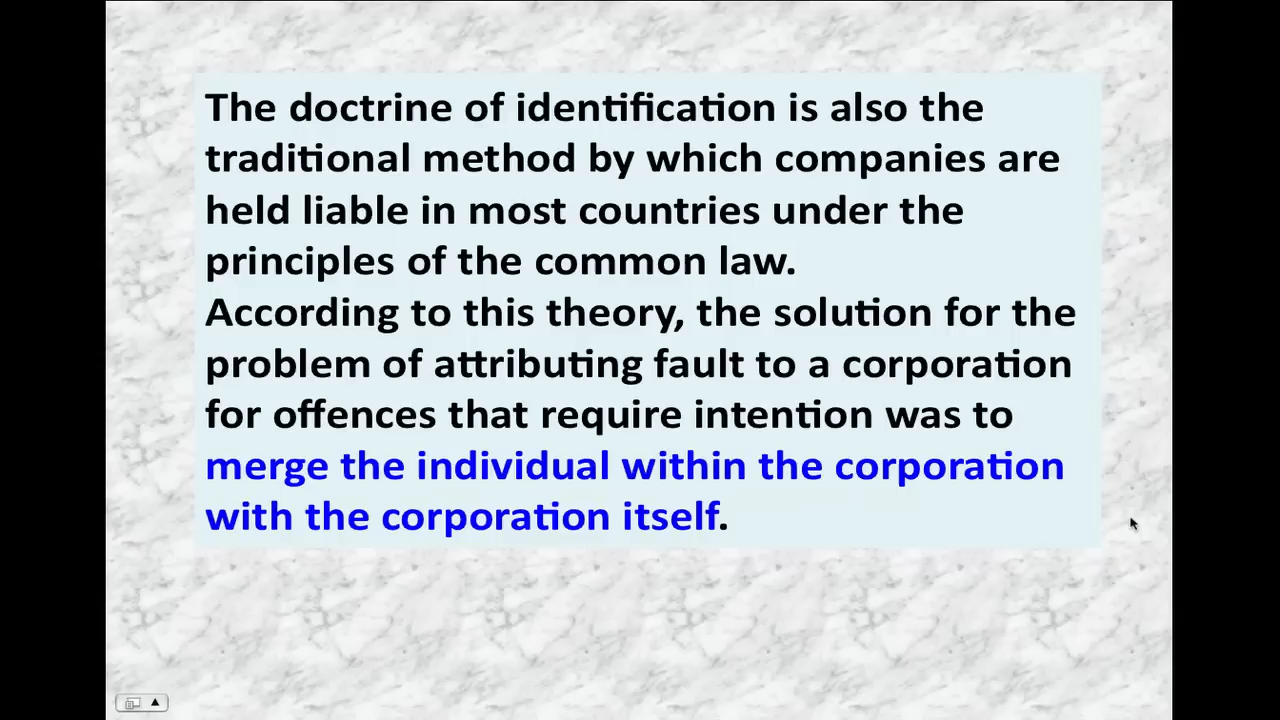 The doctrine of identification is also the
traditional method by which companies are
held liable in most countries under the
principles of the common law.
According to this theory, the solution for the
problem of attributing fault to a corporation
for offences that require intention was to
merge the individual within the corporation
with the corporation itself.